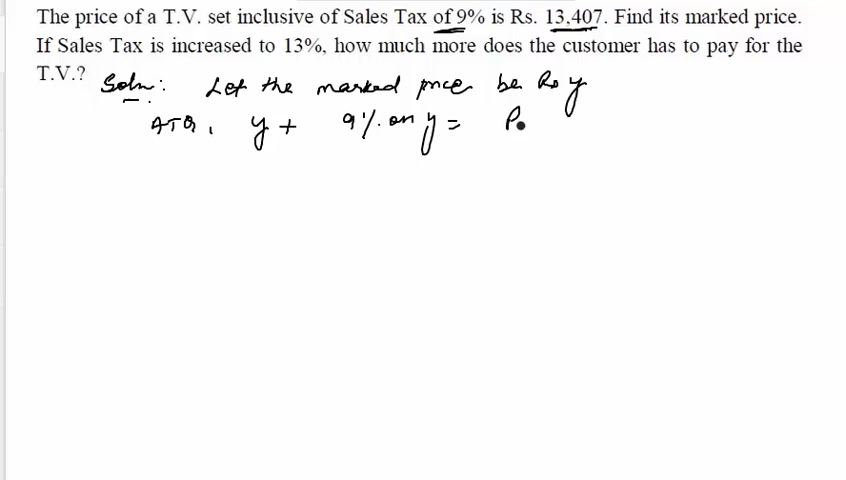 The price of a T.V. set inclusive of Sales Tax of 9% is Rs. 13,407. Find its marked price.
If Sales Tax is increased to 13%, how much more does the customer has to pay for the
T.V.? Soln: Let the marked price be Rs y
ATQ, y + 9% on y = P